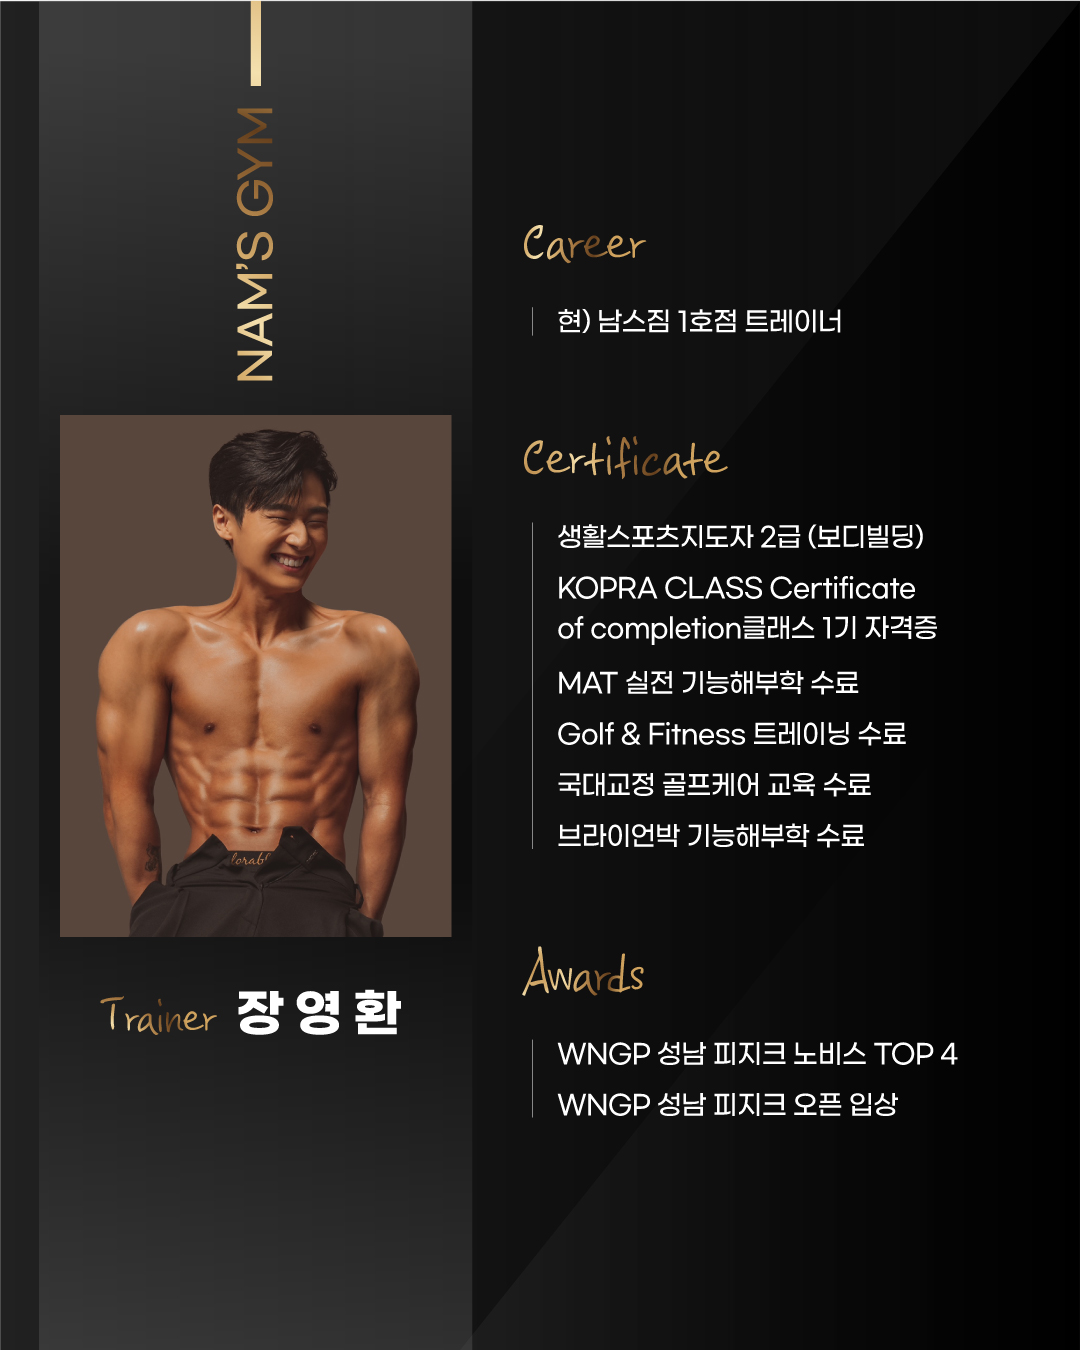 NAM'S GYM
Trainer 장영환
Career
현) 남스짐 1호점 트레이너
Certificate
생활스포츠지도자 2급 (보디빌딩)
KOPRA CLASS Certificate
of completion클래스 1기 자격증
MAT 실전 기능해부학 수료
Golf & Fitness 트레이닝 수료
국대교정 골프케어 교육 수료
브라이언박 기능해부학 수료
Awards
WNGP 성남 피지크 노비스 TOP 4
WNGP 성남 피지크 오픈 입상